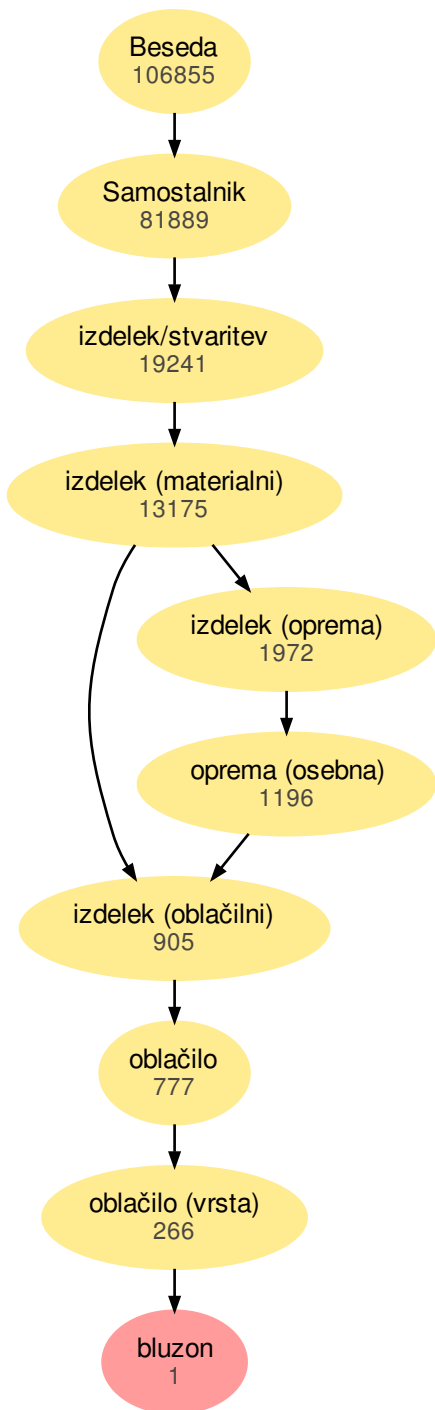 Beseda
106855
Samostalnik
81889
izdelek/stvaritev
19241
izdelek (materialni)
13175
izdelek (oprema)
1972
oprema (osebna)
1196
izdelek (oblačilni)
905
oblačilo
777
oblačilo (vrsta)
266
bluzon
1